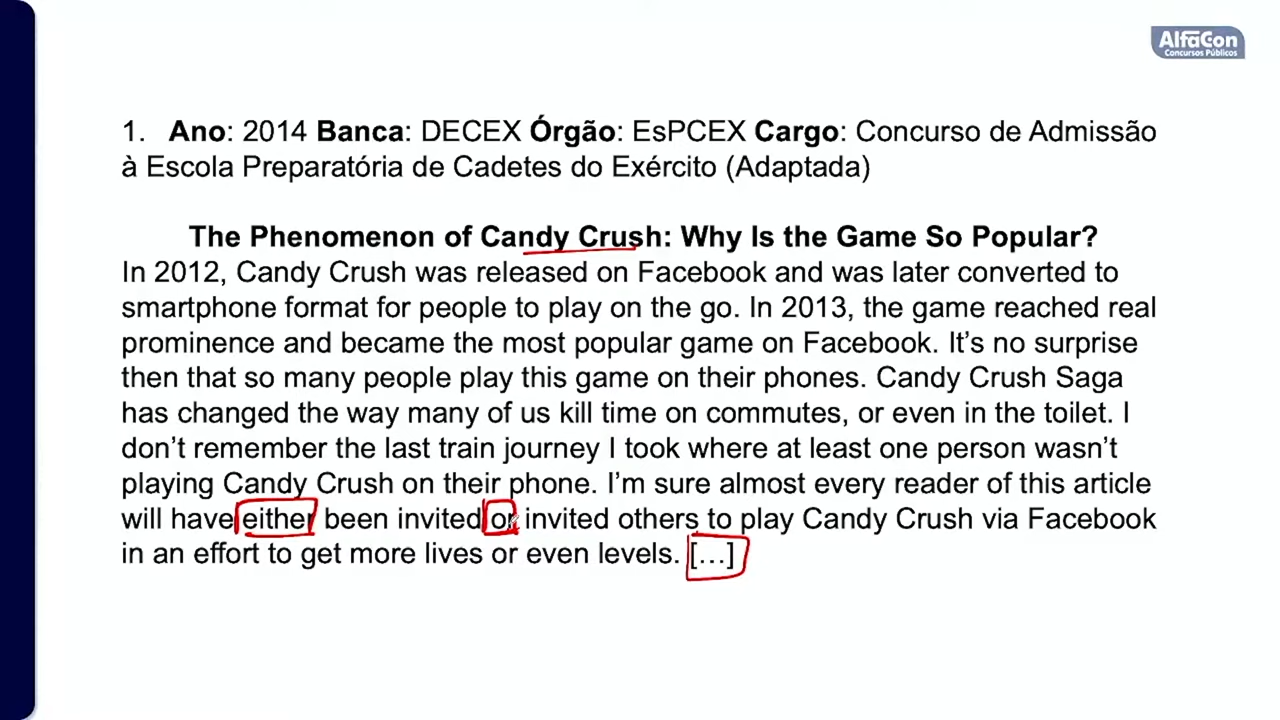 AlfaCon
Concursos Públicos
1. Ano: 2014 Banca: DECEX Órgão: EsPCEX Cargo: Concurso de Admissão
à Escola Preparatória de Cadetes do Exército (Adaptada)
The Phenomenon of Candy Crush: Why Is the Game So Popular?
In 2012, Candy Crush was released on Facebook and was later converted to
smartphone format for people to play on the go. In 2013, the game reached real
prominence and became the most popular game on Facebook. It’s no surprise
then that so many people play this game on their phones. Candy Crush Saga
has changed the way many of us kill time on commutes, or even in the toilet. I
don’t remember the last train journey I took where at least one person wasn’t
playing Candy Crush on their phone. I’m sure almost every reader of this article
will have either been invited or invited others to play Candy Crush via Facebook
in an effort to get more lives or even levels. […]